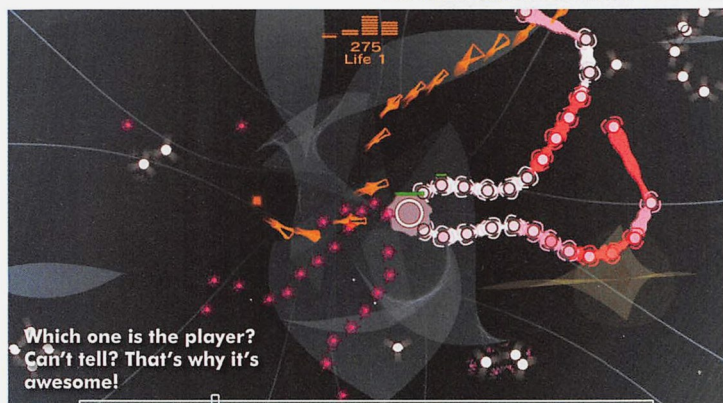 275
Life 1
Which one is the player?
Can't tell? That's why it's
awesome!